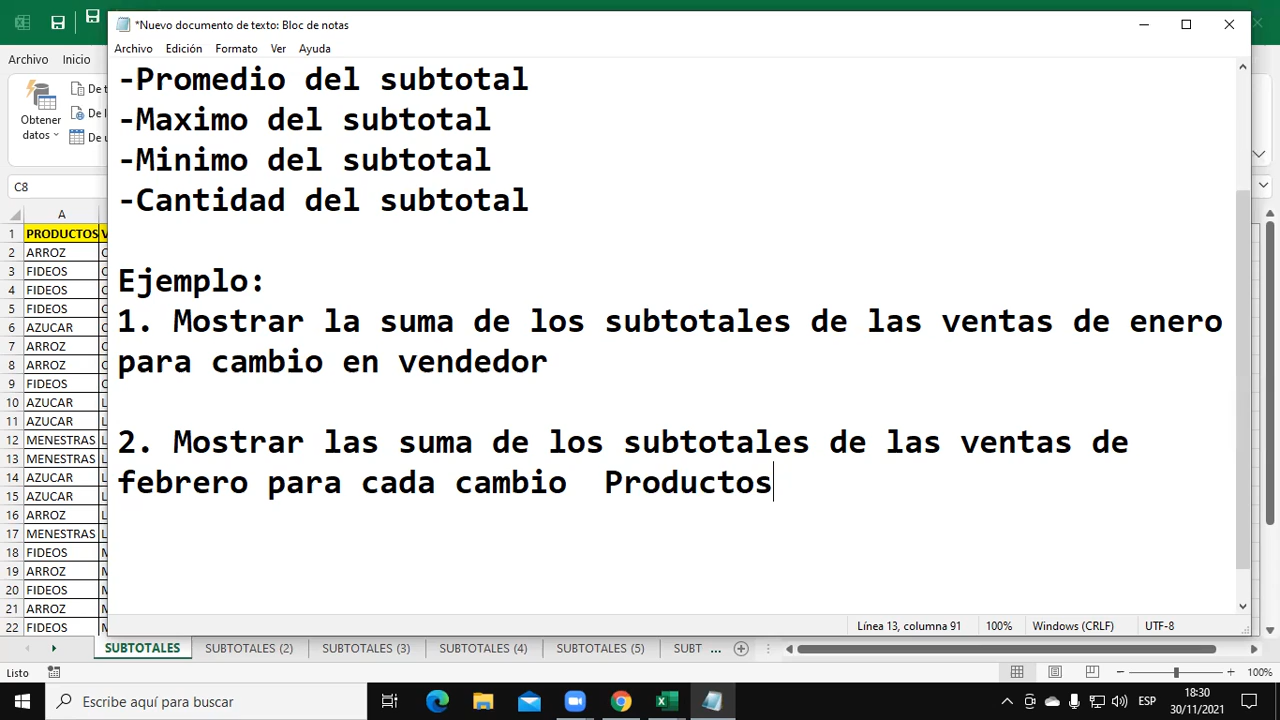 *Nuevo documento de texto: Bloc de notas
Archivo Edición Formato Ver Ayuda
Archivo Inicio
-Promedio del subtotal
-Maximo del subtotal
-Minimo del subtotal
-Cantidad del subtotal
Ejemplo:
1. Mostrar la suma de los subtotales de las ventas de enero
para cambio en vendedor
2. Mostrar las suma de los subtotales de las ventas de
febrero para cada cambio  Productos
Obtener
datos
De t
De l
De u
C8
A
1 PRODUCTOS V
2 ARROZ C
3 FIDEOS C
4 FIDEOS C
5 FIDEOS C
6 AZUCAR C
7 ARROZ C
8 ARROZ C
9 FIDEOS C
10 AZUCAR L
11 AZUCAR L
12 MENESTRAS L
13 MENESTRAS L
14 AZUCAR L
15 AZUCAR L
16 ARROZ L
17 MENESTRAS L
18 FIDEOS M
19 ARROZ M
20 FIDEOS M
21 ARROZ M
22 FIDEOS M
Línea 13, columna 91 100% Windows (CRLF) UTF-8
SUBTOTALES SUBTOTALES (2) SUBTOTALES (3) SUBTOTALES (4) SUBTOTALES (5) SUBT ...
Listo 100%
Escribe aquí para buscar
ESP
18:30
30/11/2021